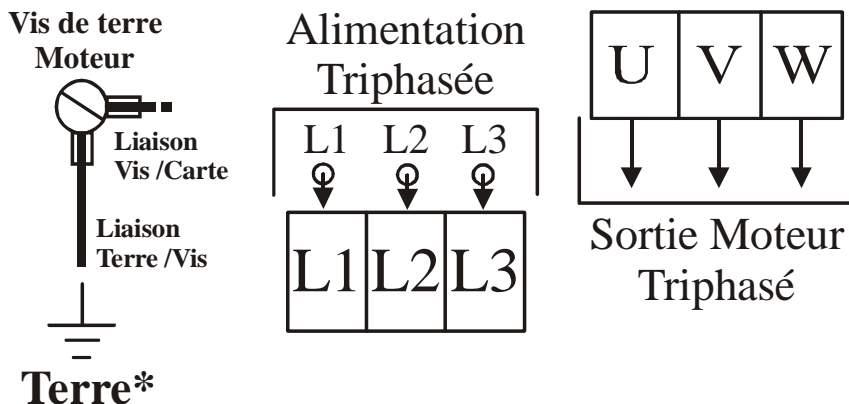 Vis de terre
Moteur
Liaison
Vis /Carte
Liaison
Terre /Vis
Terre*
Alimentation
Triphasée
L1 L2 L3
L1 L2 L3
U V W
Sortie Moteur
Triphasé